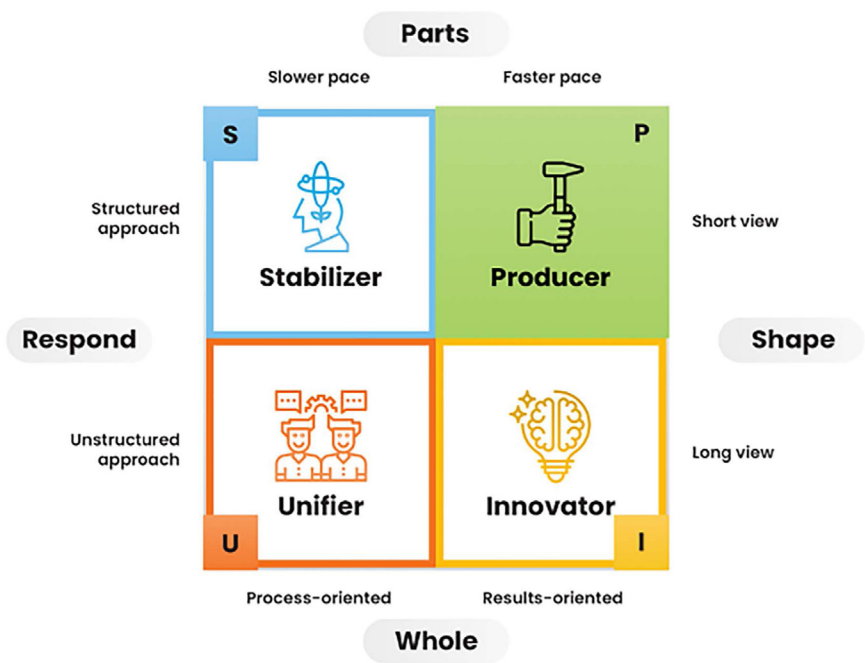 Parts
Slower pace
Faster pace
S
P
Structured
approach
Short view
Stabilizer
Producer
Respond
Shape
Unstructured
approach
Long view
Unifier
Innovator
U
I
Process-oriented
Results-oriented
Whole